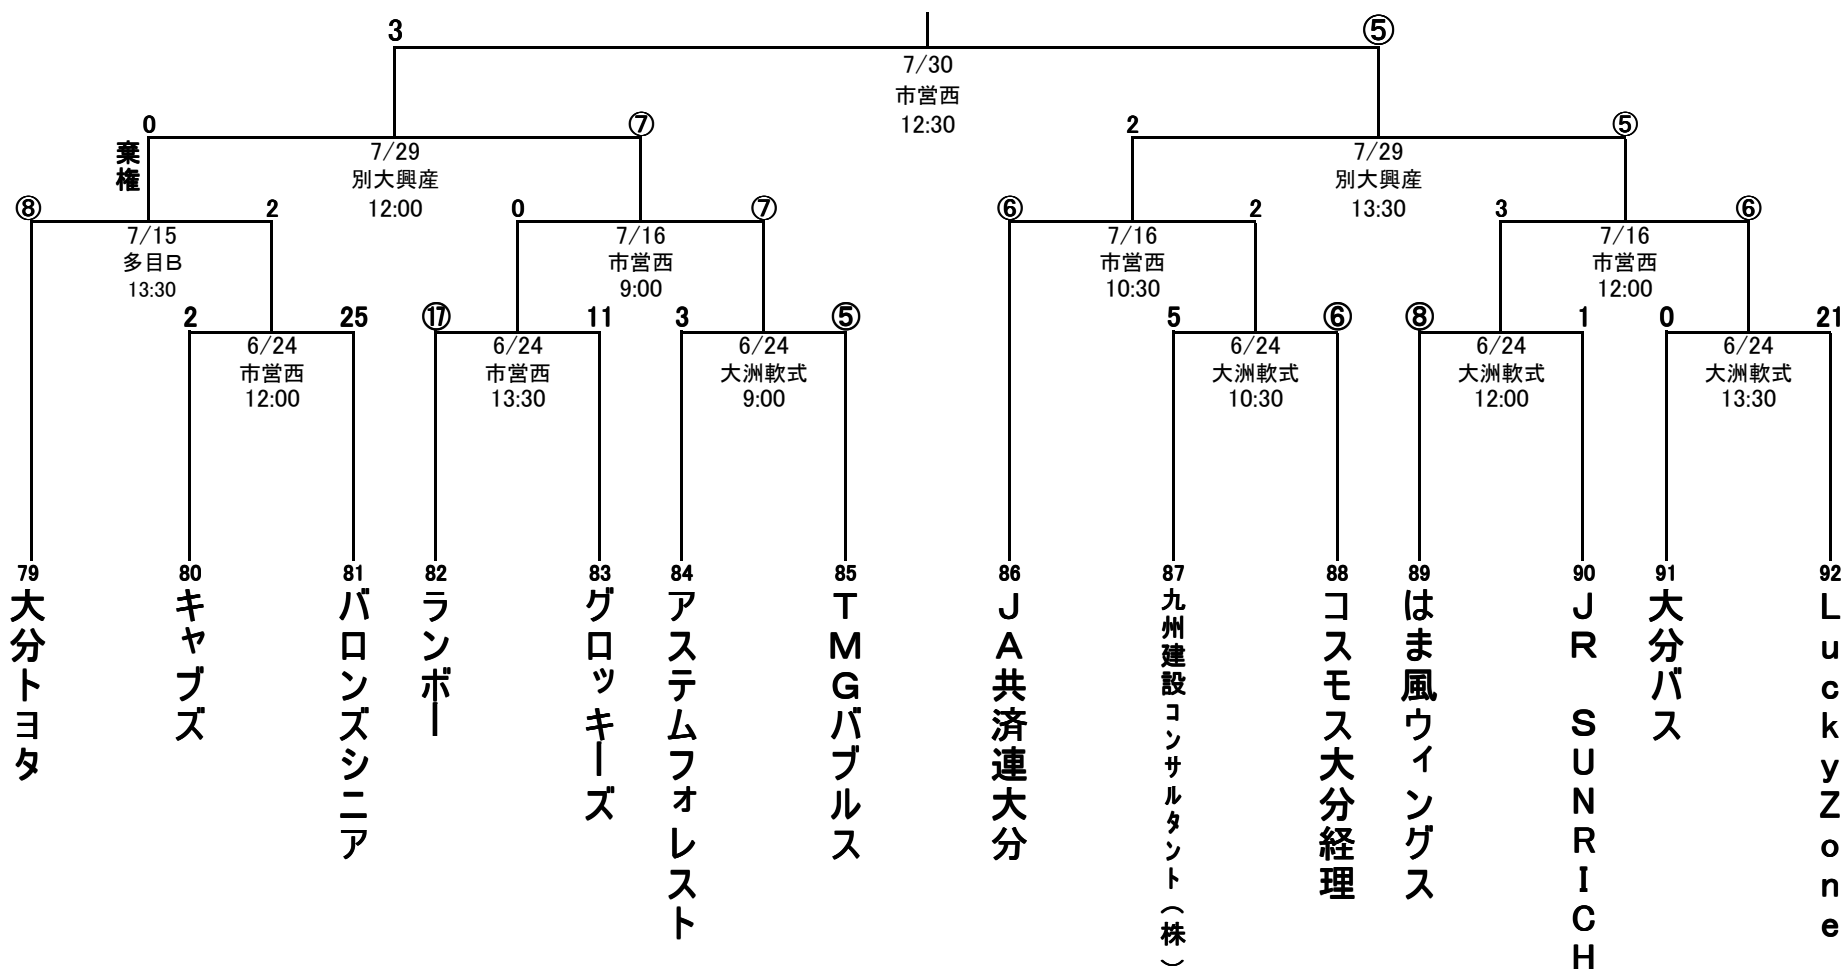 3
⑤
7/30
市営西
12:30
0
⑦
2
⑤
棄権
7/29
別大興産
12:00
7/29
別大興産
13:30
⑧
2
0
⑦
⑥
2
3
⑥
7/15
多目B
13:30
7/16
市営西
9:00
7/16
市営西
10:30
7/16
市営西
12:00
2
25
⑰
11
3
⑤
5
⑥
⑧
1
0
21
6/24
市営西
12:00
6/24
市営西
13:30
6/24
大洲軟式
9:00
6/24
大洲軟式
10:30
6/24
大洲軟式
12:00
6/24
大洲軟式
13:30
79
大分トヨタ
80
キャブズ
81
バロンズシニア
82
ランボー
83
グロッキーズ
84
アステムフォレスト
85
TMGバブルス
86
JA共済連大分
87
九州建設コンサルタント(株)
88
コスモス大分経理
89
はま風ウィングス
90
JR SUNRICH
91
大分バス
92
LuckyZone